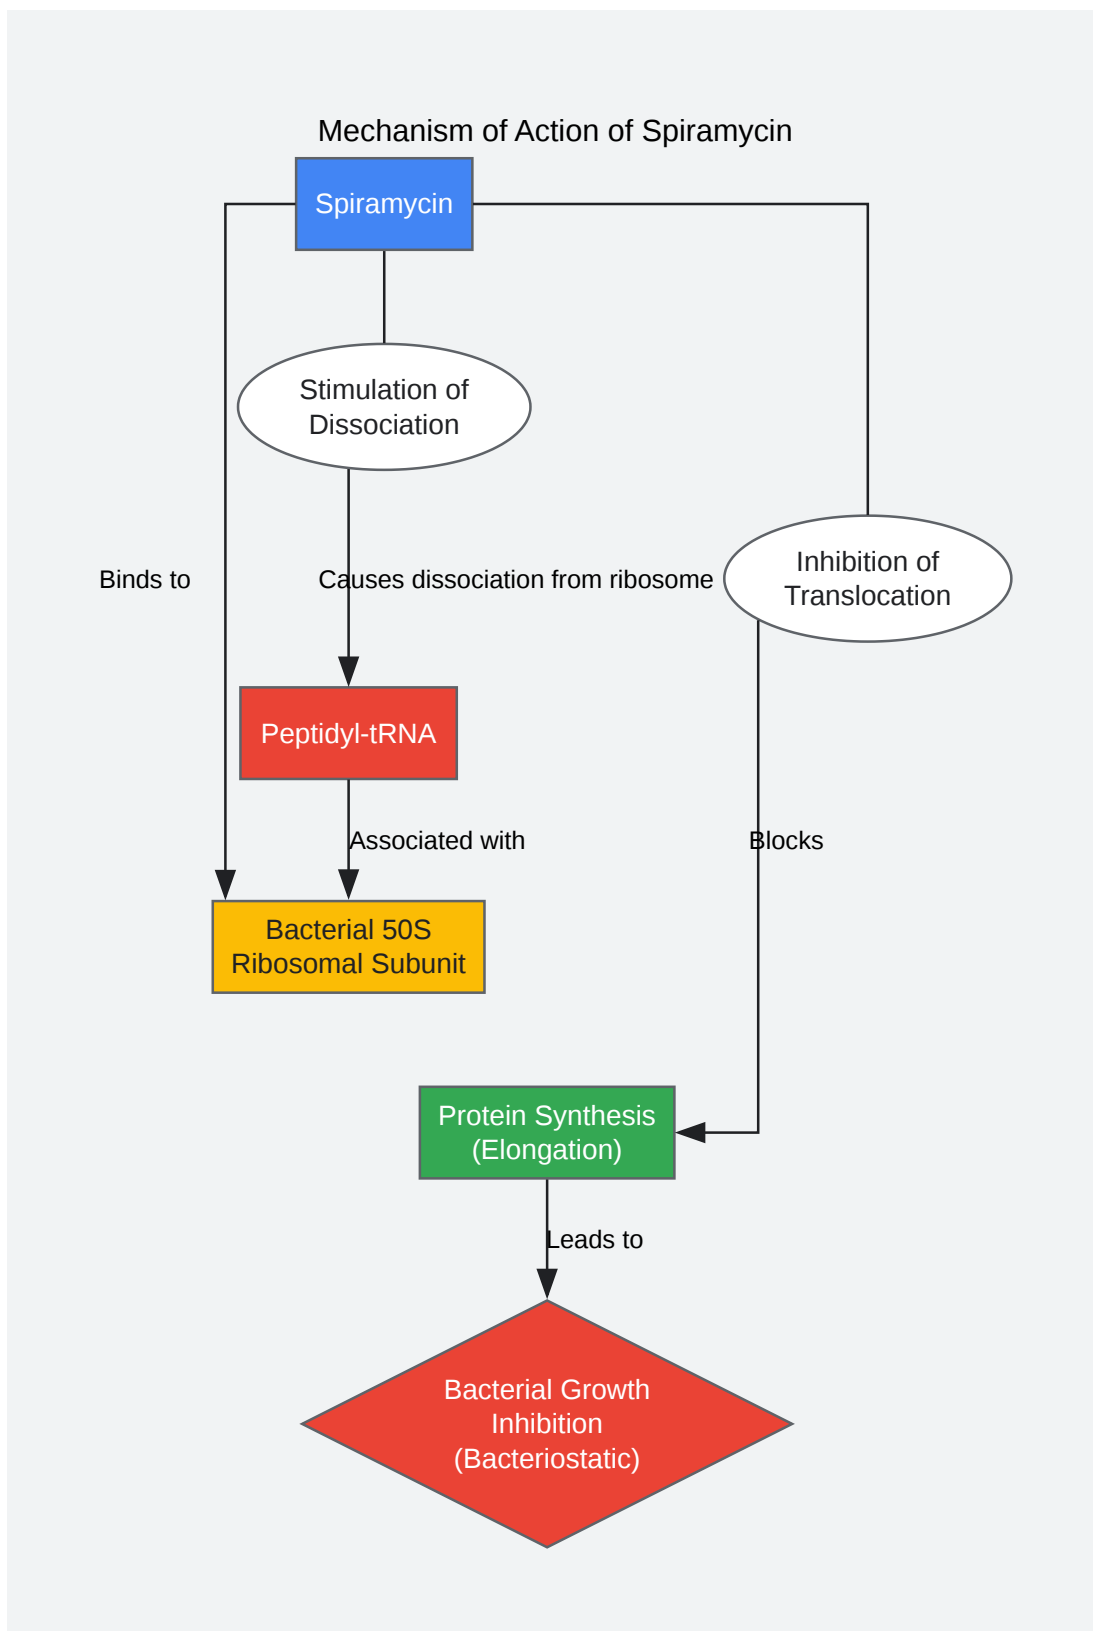 Mechanism of Action of Spiramycin
Spiramycin
Stimulation of
Dissociation
Inhibition of
Translocation
Binds to
Causes dissociation from ribosome
Peptidyl-tRNA
Associated with
Blocks
Bacterial 50S
Ribosomal Subunit
Protein Synthesis
(Elongation)
Leads to
Bacterial Growth
Inhibition
(Bacteriostatic)